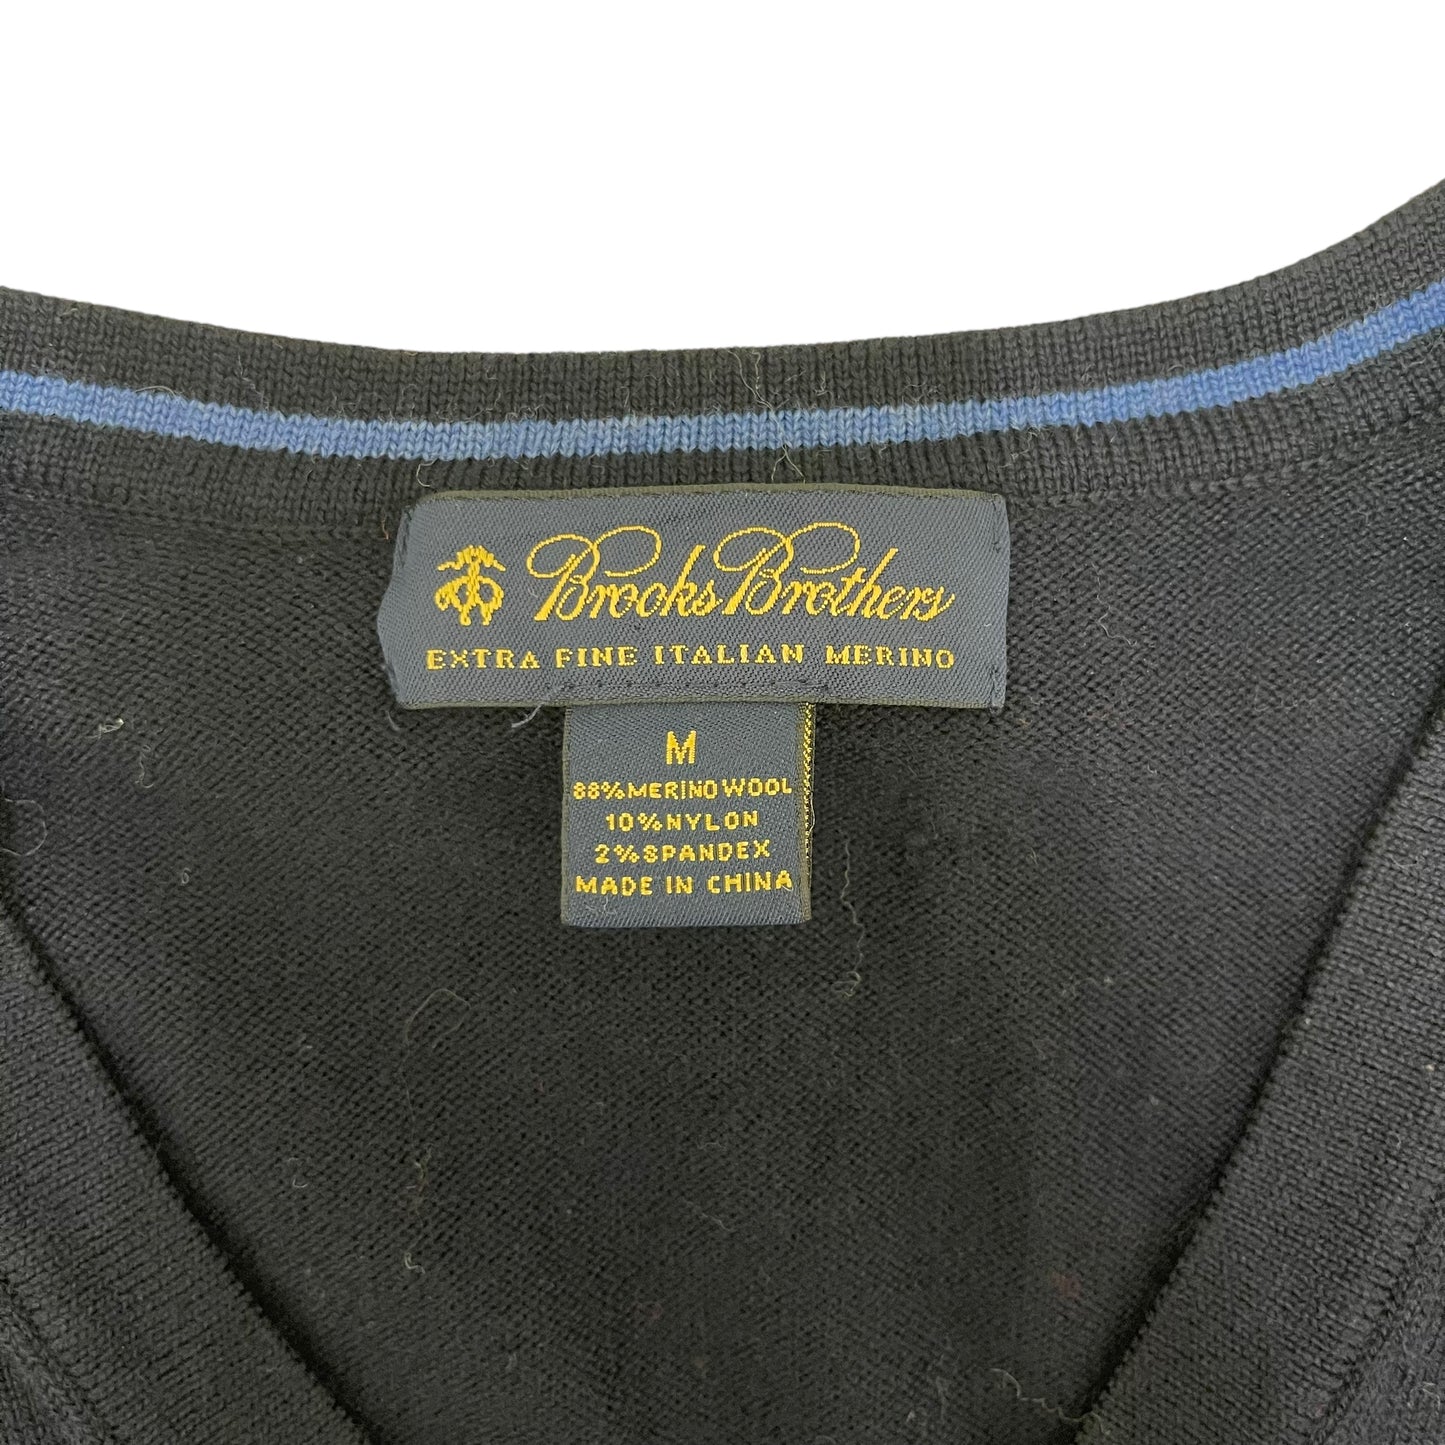 Brooks Brothers
EXTRA FINE ITALIAN MERINO
M
88% MERINO WOOL
10% NYLON
2% SPANDEX
MADE IN CHINA